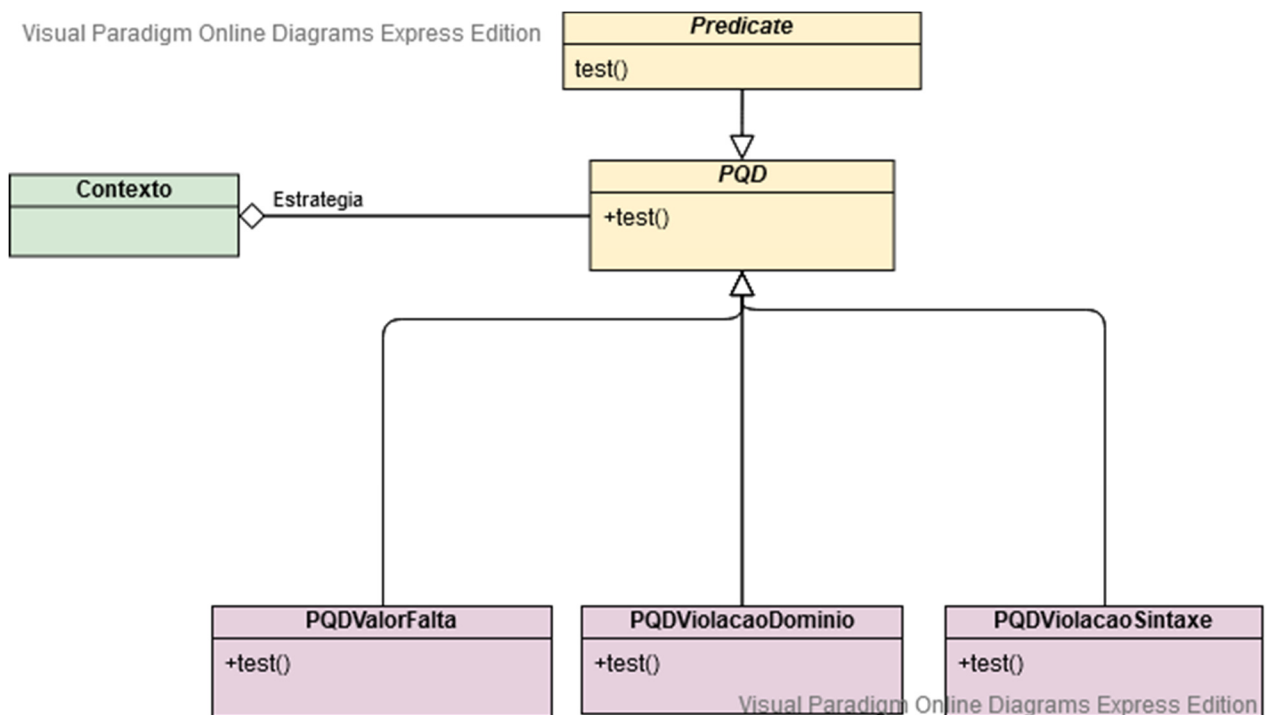 Visual Paradigm Online Diagrams Express Edition
Predicate
test()
PQD
+test()
Contexto
Estrategia
PQDValorFalta
+test()
PQDViolacaoDominio
+test()
PQDViolacaoSintaxe
+test()
Visual Paradigm Online Diagrams Express Edition